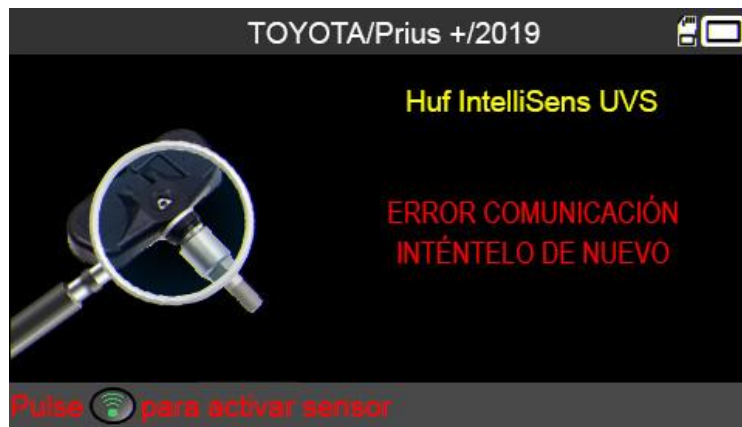 TOYOTA/Prius +/2019
Huf IntelliSens UVS
ERROR COMUNICACIÓN
INTÉNTELO DE NUEVO
Pulse para activar sensor